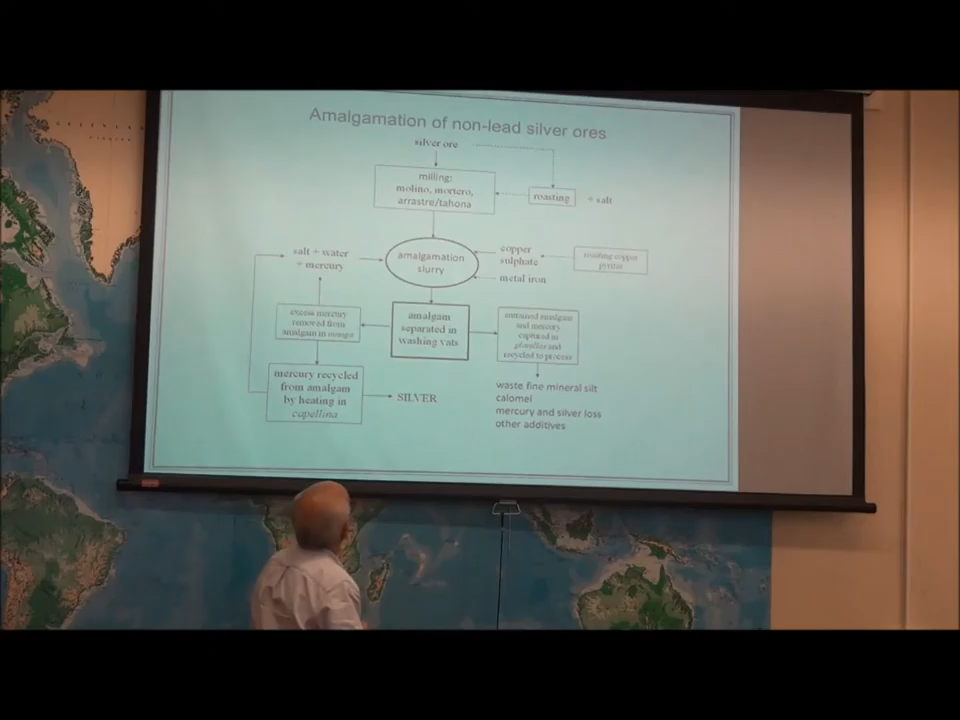 Amalgamation of non-lead silver ores
silver ore
milling:
molino, mortero,
arrastre/tahona
roasting
+ salt
salt + water
+ mercury
amalgamation
slurry
copper
sulphate
metal iron
roasting copper
pyrites
excess mercury
removed from
amalgam in manga
amalgam
separated in
washing vats
entrained amalgam
and mercury
captured in
planillas and
recycled to process
mercury recycled
from amalgam
by heating in
capellina
SILVER
waste fine mineral silt
calomel
mercury and silver loss
other additives